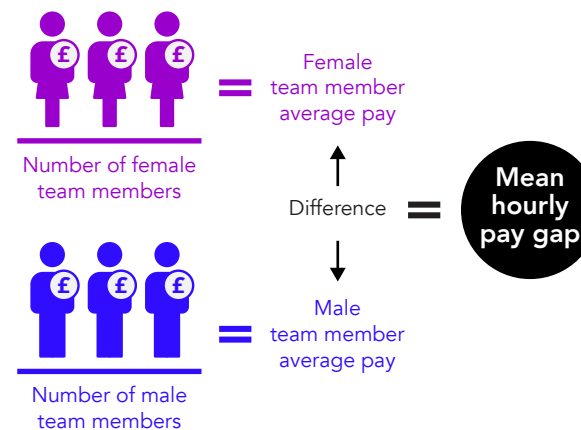 £ £ £
=
Female
team member
average pay
Number of female
team members
Difference
=
Mean
hourly
pay gap
£ £ £
=
Male
team member
average pay
Number of male
team members